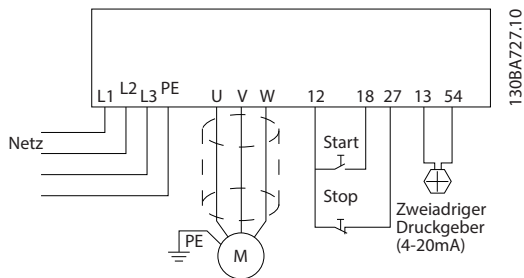 130BA727.10
L1 L2 L3 PE U V W 12 18 27 13 54
Netz
Start
Stop
PE
M
Zweiadriger
Druckgeber
(4-20mA)